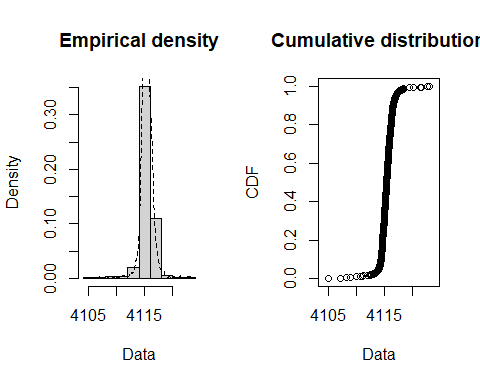 Empirical density
Density
0.00 0.10 0.20 0.30
4105 4115
Data
Cumulative distribution
CDF
0.0 0.2 0.4 0.6 0.8 1.0
4105 4115
Data